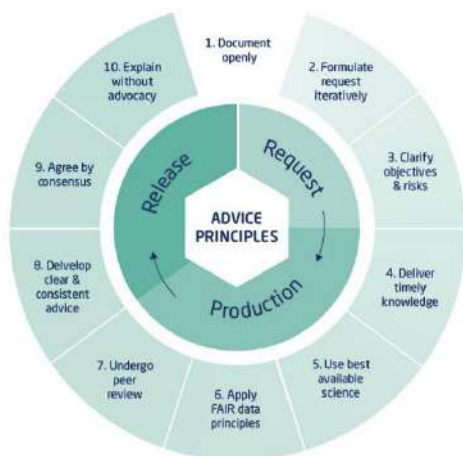 1. Document
openly
2. Formulate
request
iteratively
3. Clarify
objectives
& risks
4. Deliver
timely
knowledge
5. Use best
available
science
6. Apply
FAIR data
principles
7. Undergo
peer
review
8. Delvelop
clear &
consistent
advice
9. Agree by
consensus
10. Explain
without
advocacy
Request
Production
Release
ADVICE
PRINCIPLES